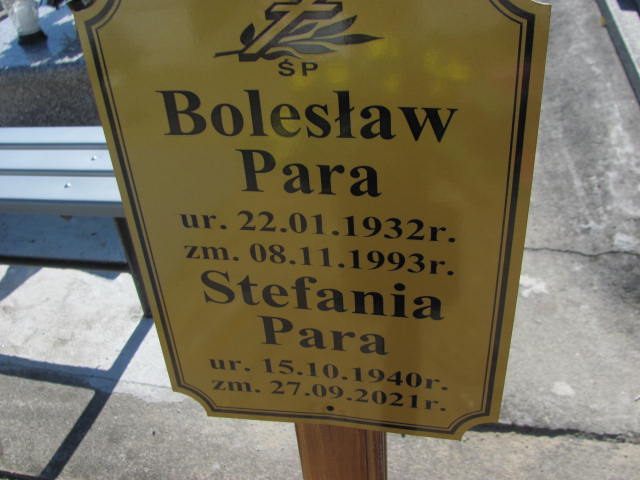 ŚP
Bolesław
Para
ur. 22.01.1932r.
zm. 08.11.1993r.
Stefania
Para
ur. 15.10.1940r.
zm. 27.09.2021r.